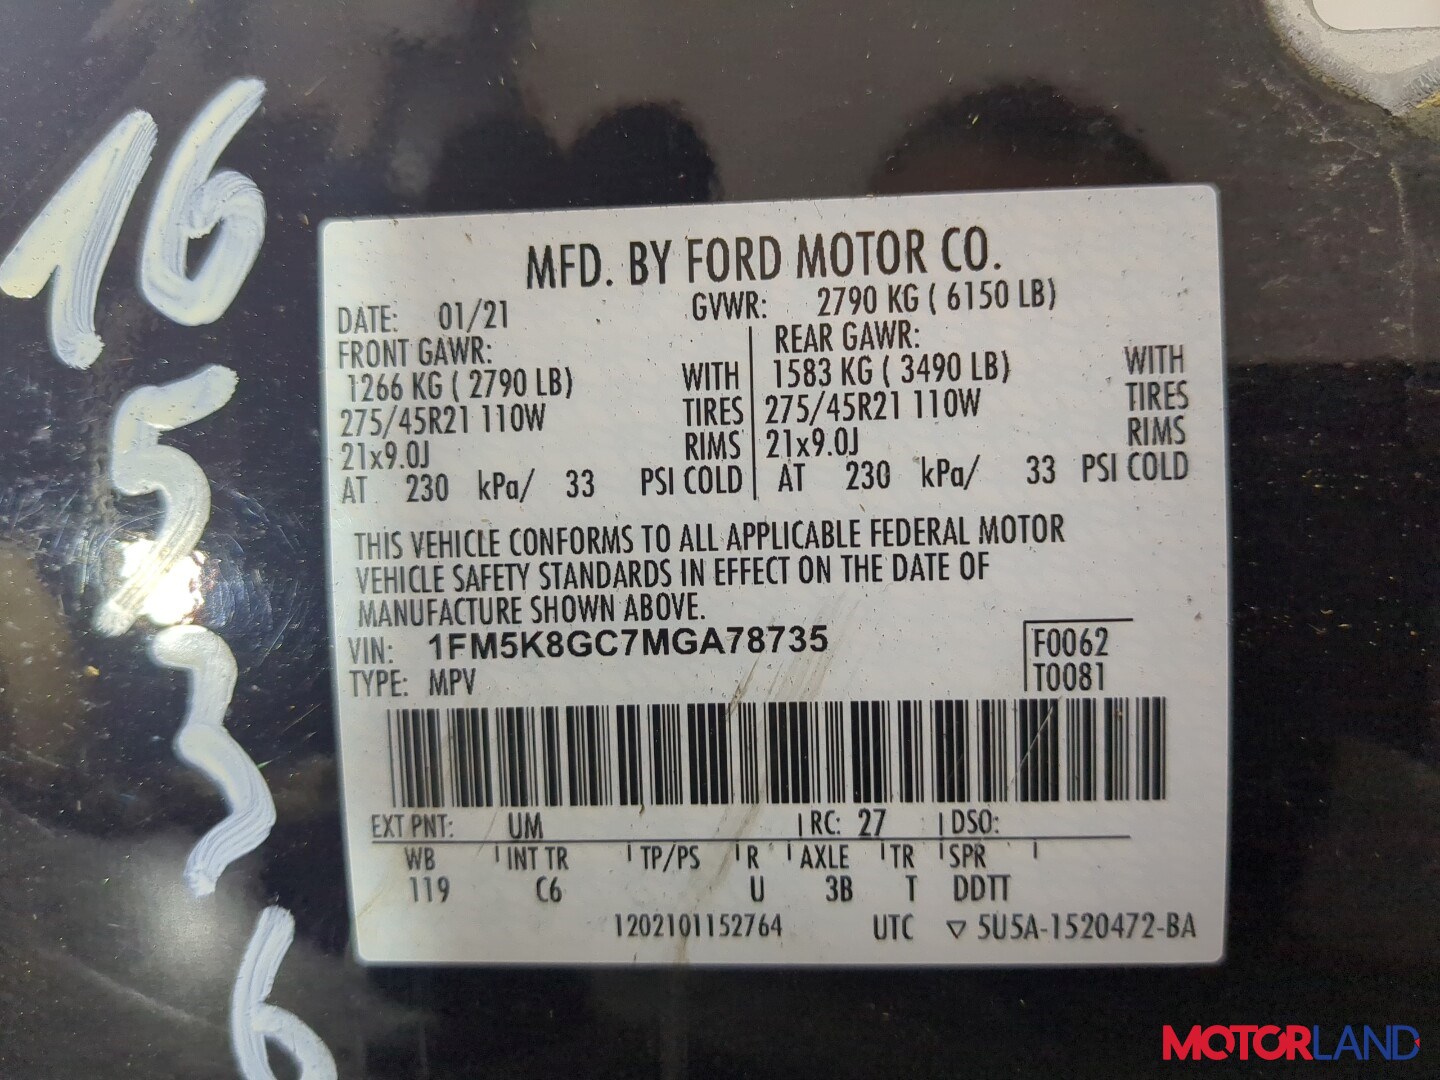 16
5
6
MFD. BY FORD MOTOR CO.
DATE: 01/21 GVWR: 2790 KG ( 6150 LB)
FRONT GAWR: REAR GAWR:
1266 KG ( 2790 LB) WITH 1583 KG ( 3490 LB) WITH
275/45R21 110W TIRES 275/45R21 110W TIRES
21x9.0J RIMS 21x9.0J RIMS
AT 230 kPa/ 33 PSI COLD AT 230 kPa/ 33 PSI COLD
THIS VEHICLE CONFORMS TO ALL APPLICABLE FEDERAL MOTOR
VEHICLE SAFETY STANDARDS IN EFFECT ON THE DATE OF
MANUFACTURE SHOWN ABOVE.
VIN: 1FM5K8GC7MGA78735 F0062
TYPE: MPV T0081
EXT PNT: UM RC: 27 DSO:
WB INT TR TP/PS R AXLE TR SPR
119 C6 U 3B T DDTT
1202101152764 UTC ▽ 5U5A-1520472-BA
MOTORLAND